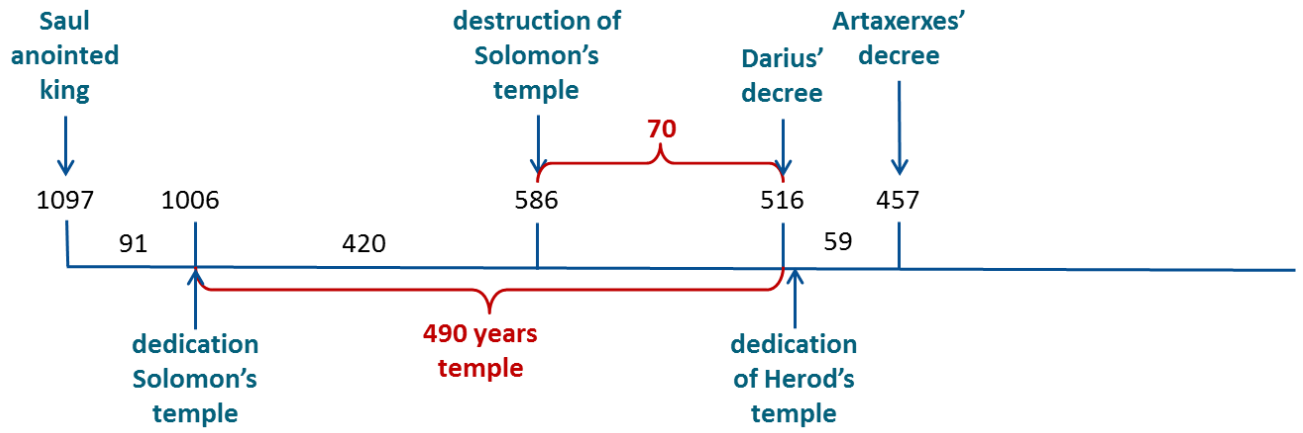 Saul
anointed
king
destruction of
Solomon's
temple
Darius'
decree
Artaxerxes'
decree
70
1097
1006
586
516
457
91
420
59
490 years
temple
dedication
Solomon's
temple
dedication
of Herod's
temple